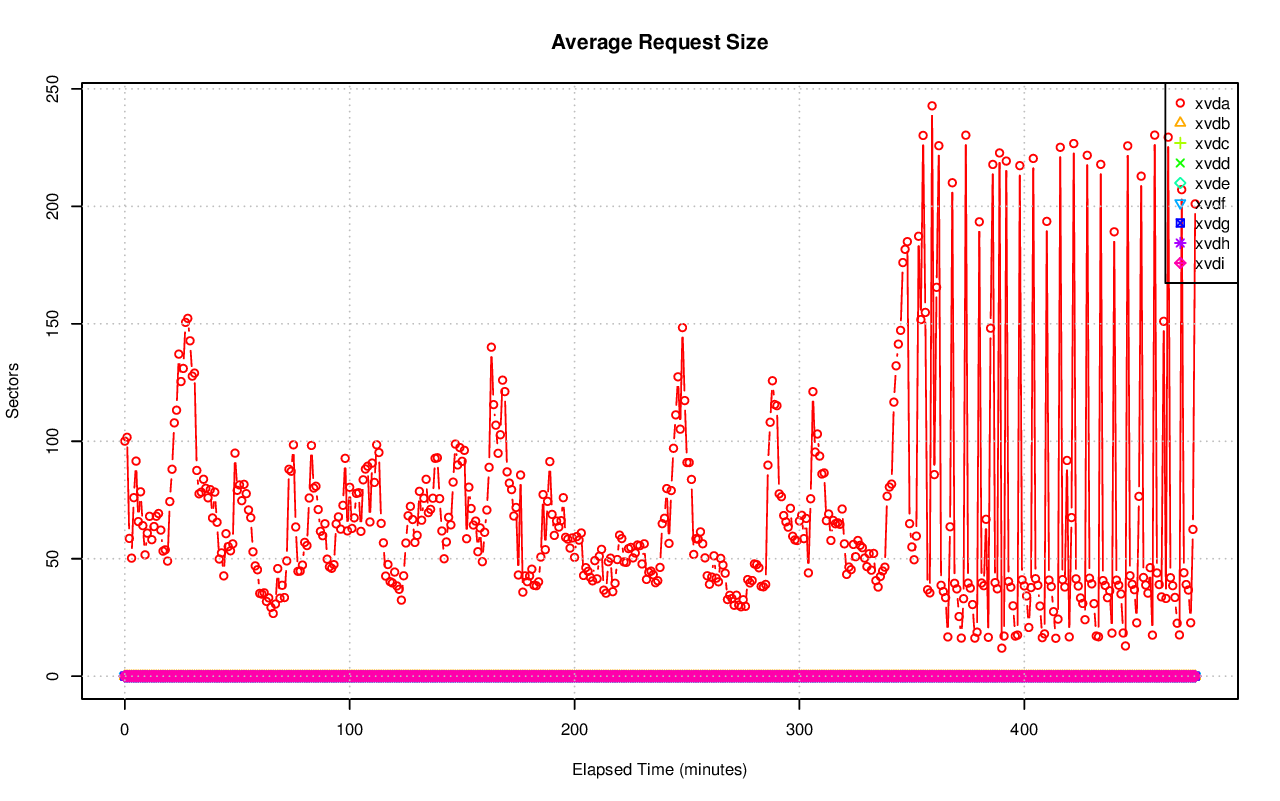 Average Request Size
Sectors
250
200
150
100
50
0
xvda
xvdb
xvdc
xvdd
xvde
xvdf
xvdg
xvdh
xvdi
0 100 200 300 400
Elapsed Time (minutes)